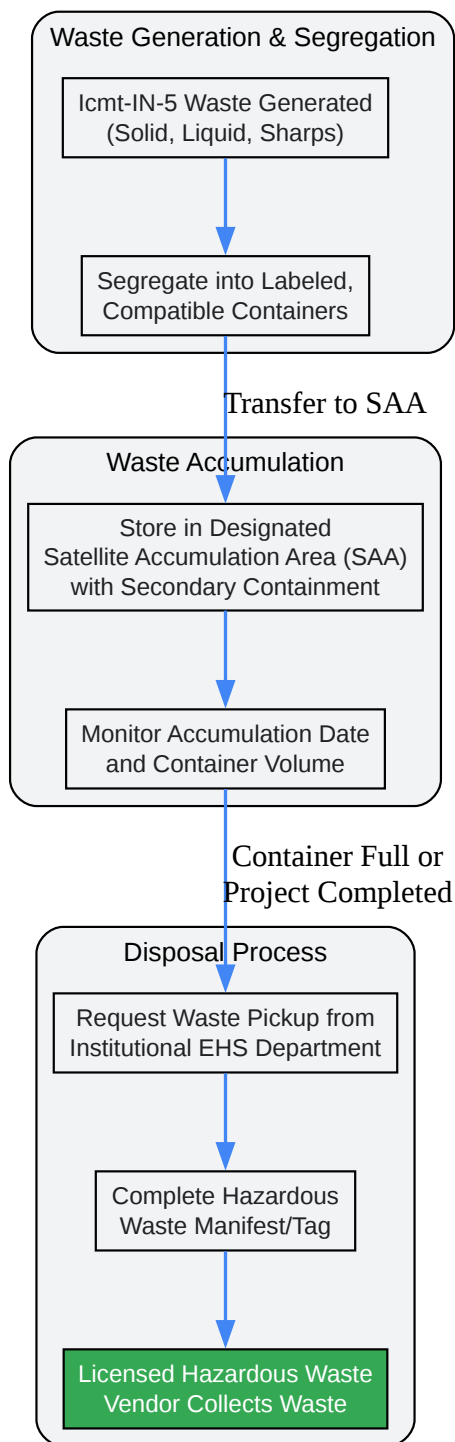 Waste Generation & Segregation
Icmt-IN-5 Waste Generated
(Solid, Liquid, Sharps)
Segregate into Labeled,
Compatible Containers
Transfer to SAA
Waste Accumulation
Store in Designated
Satellite Accumulation Area (SAA)
with Secondary Containment
Monitor Accumulation Date
and Container Volume
Container Full or
Project Completed
Disposal Process
Request Waste Pickup from
Institutional EHS Department
Complete Hazardous
Waste Manifest/Tag
Licensed Hazardous Waste
Vendor Collects Waste